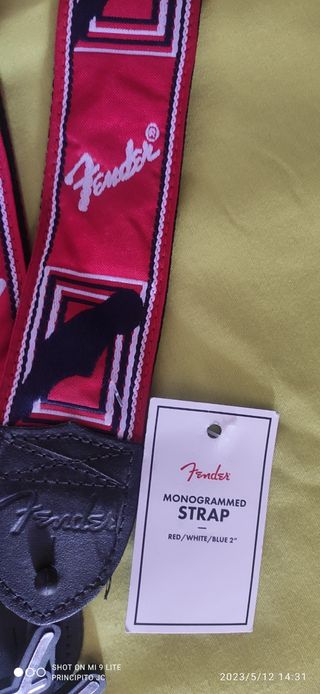 Fender®
Fender
MONOGRAMMED
STRAP
RED/WHITE/BLUE 2"
Fender
SHOT ON MI 9 LITE
PRINCIPITO JC
2023/5/12 14:31